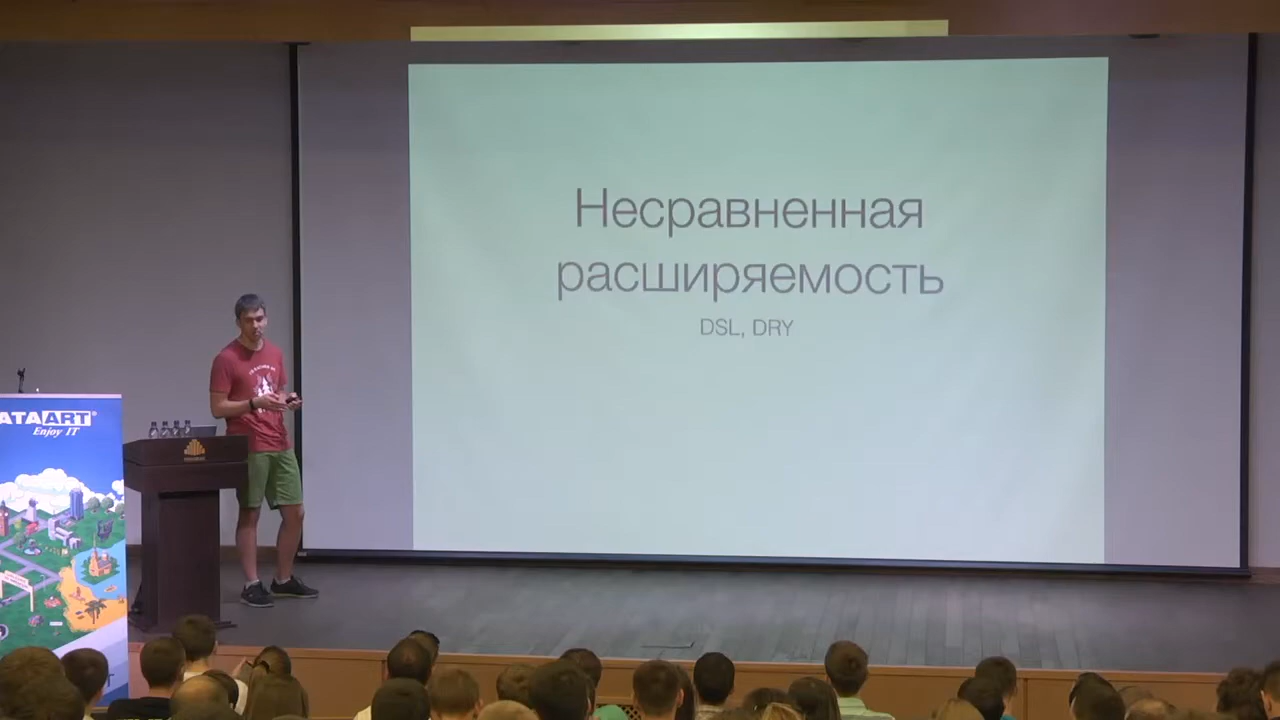 Несравненная
расширяемость
DSL, DRY
ATAART®
Enjoy IT